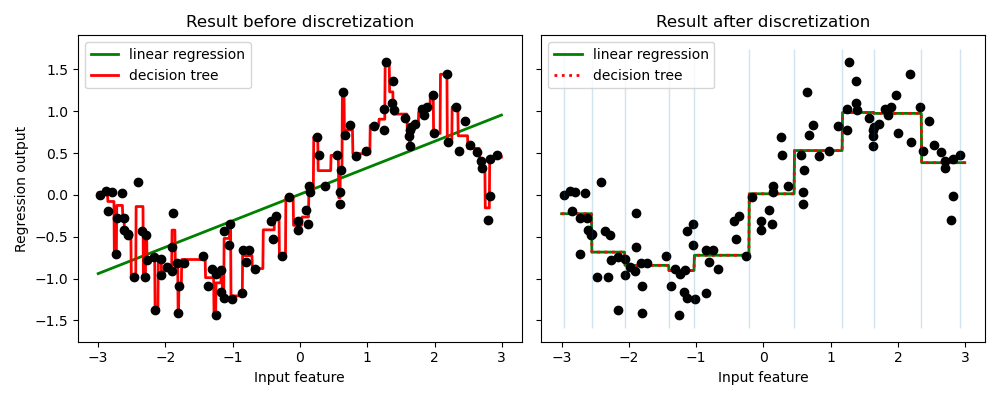 Result before discretization
linear regression
decision tree
Regression output
1.5
1.0
0.5
0.0
−0.5
−1.0
−1.5
−3
−2
−1
0
1
2
3
Input feature
Result after discretization
linear regression
decision tree
−3
−2
−1
0
1
2
3
Input feature